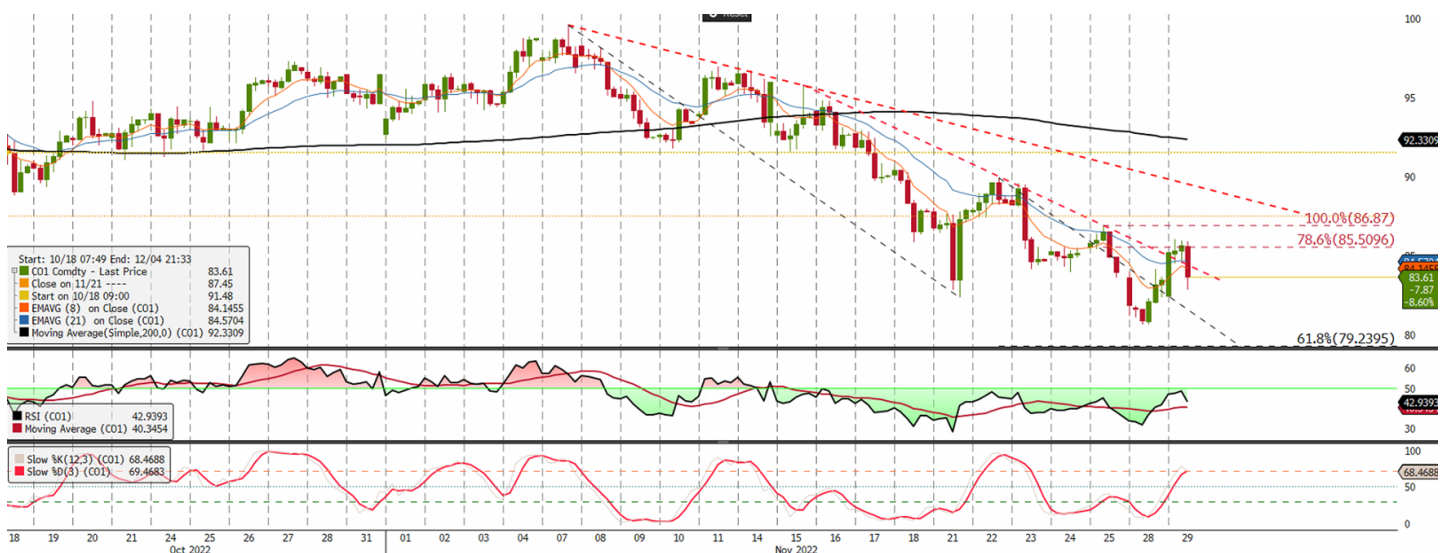 Reset
100
95
92.3309
90
100.0%(86.87)
78.6%(85.5096)
85
84.5704
84.1455
83.61
-7.87
-8.60%
80
61.8%(79.2395)
Start: 10/18 07:49 End: 12/04 21:33
CO1 Comdty - Last Price 83.61
Close on 11/21 ---- 87.45
Start on 10/18 09:00 91.48
EMAVG (8) on Close (CO1) 84.1455
EMAVG (21) on Close (CO1) 84.5704
Moving Average(Simple,200,0) (CO1) 92.3309
60
50
42.9393
30
RSI (CO1) 42.9393
Moving Average (CO1) 40.3454
100
68.4688
50
0
Slow %K(12,3) (CO1) 68.4688
Slow %D(3) (CO1) 69.4683
18 19 20 21 24 25 26 27 28 31 01 02 03 04 07 08 09 10 11 14 15 16 17 18 21 22 23 24 25 28 29
Oct 2022 Nov 2022